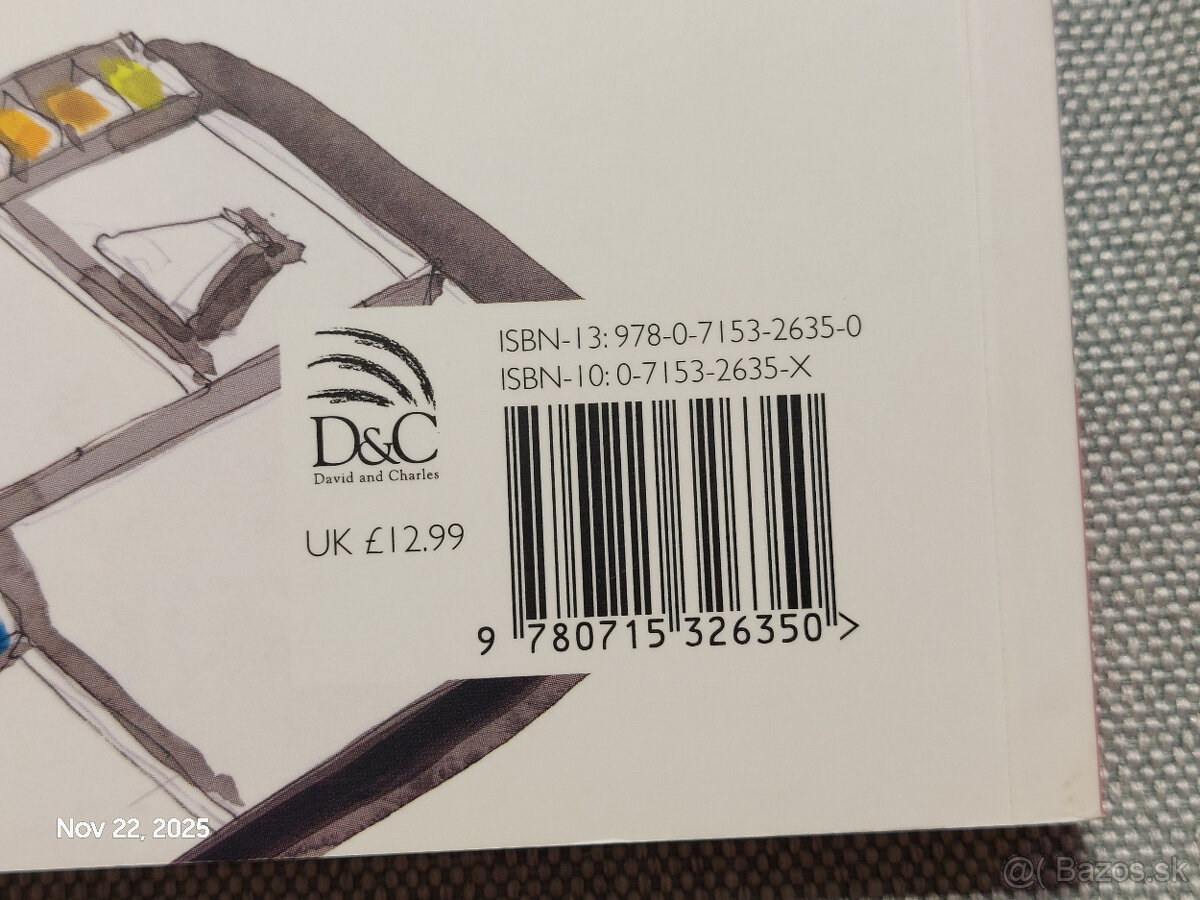 ISBN-13: 978-0-7153-2635-0
ISBN-10: 0-7153-2635-X
D&C
David and Charles
UK £12.99
9 780715 326350 >
Nov 22, 2025
@( Bazos.sk